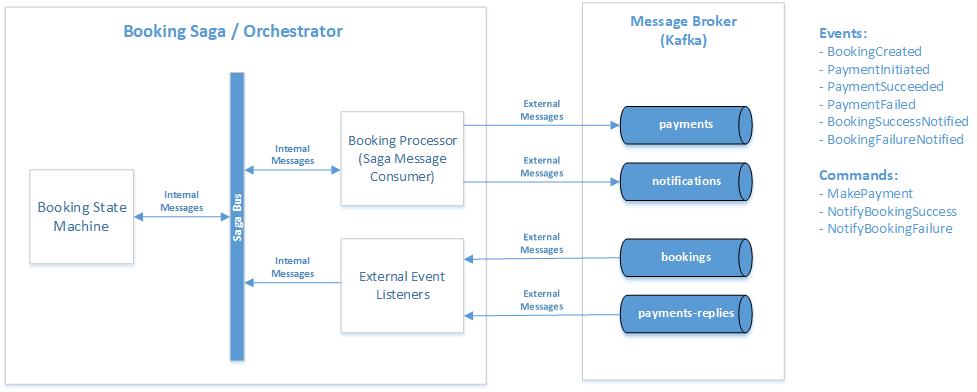 Booking Saga / Orchestrator
Message Broker
(Kafka)
Booking State
Machine
Internal
Messages
Saga Bus
Internal
Messages
Booking Processor
(Saga Message
Consumer)
External
Messages
payments
External
Messages
notifications
Internal
Messages
External Event
Listeners
External
Messages
bookings
External
Messages
payments-replies
Events:
- BookingCreated
- PaymentInitiated
- PaymentSucceeded
- PaymentFailed
- BookingSuccessNotified
- BookingFailureNotified
Commands:
- MakePayment
- NotifyBookingSuccess
- NotifyBookingFailure